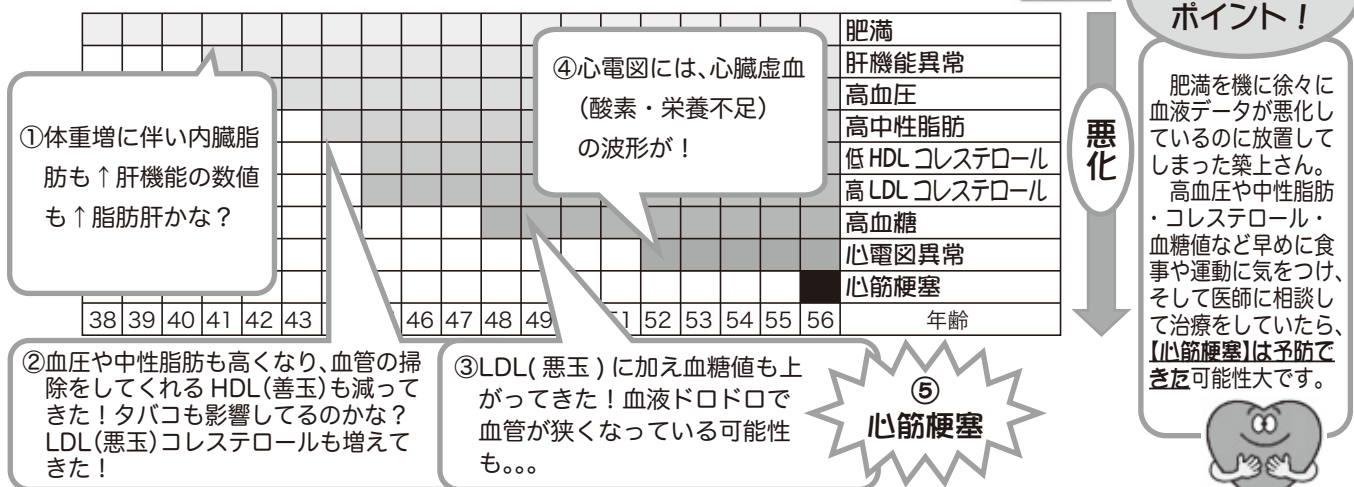 ポイント！
肥満
肝機能異常
高血圧
高中性脂肪
低 HDL コレステロール
高 LDL コレステロール
高血糖
心電図異常
心筋梗塞
38 39 40 41 42 43 46 47 48 49 51 52 53 54 55 56 年齢
①体重増に伴い内臓脂
肪も↑肝機能の数値
も↑脂肪肝かな？
④心電図には、心臓虚血
（酸素・栄養不足）
の波形が！
②血圧や中性脂肪も高くなり、血管の掃
除をしてくれる HDL（善玉）も減って
きた！タバコも影響してるのかな？
LDL（悪玉）コレステロールも増えて
きた！
③LDL( 悪玉 ) に加え血糖値も上
がってきた！血液ドロドロで
血管が狭くなっている可能性
も。。。
⑤
心筋梗塞
悪化
肥満を機に徐々に
血液データが悪化し
ているのに放置して
しまった築上さん。
高血圧や中性脂肪
・コレステロール・
血糖値など早めに食
事や運動に気をつけ、
そして医師に相談し
て治療をしていたら、
【心筋梗塞】は予防で
きた可能性大です。